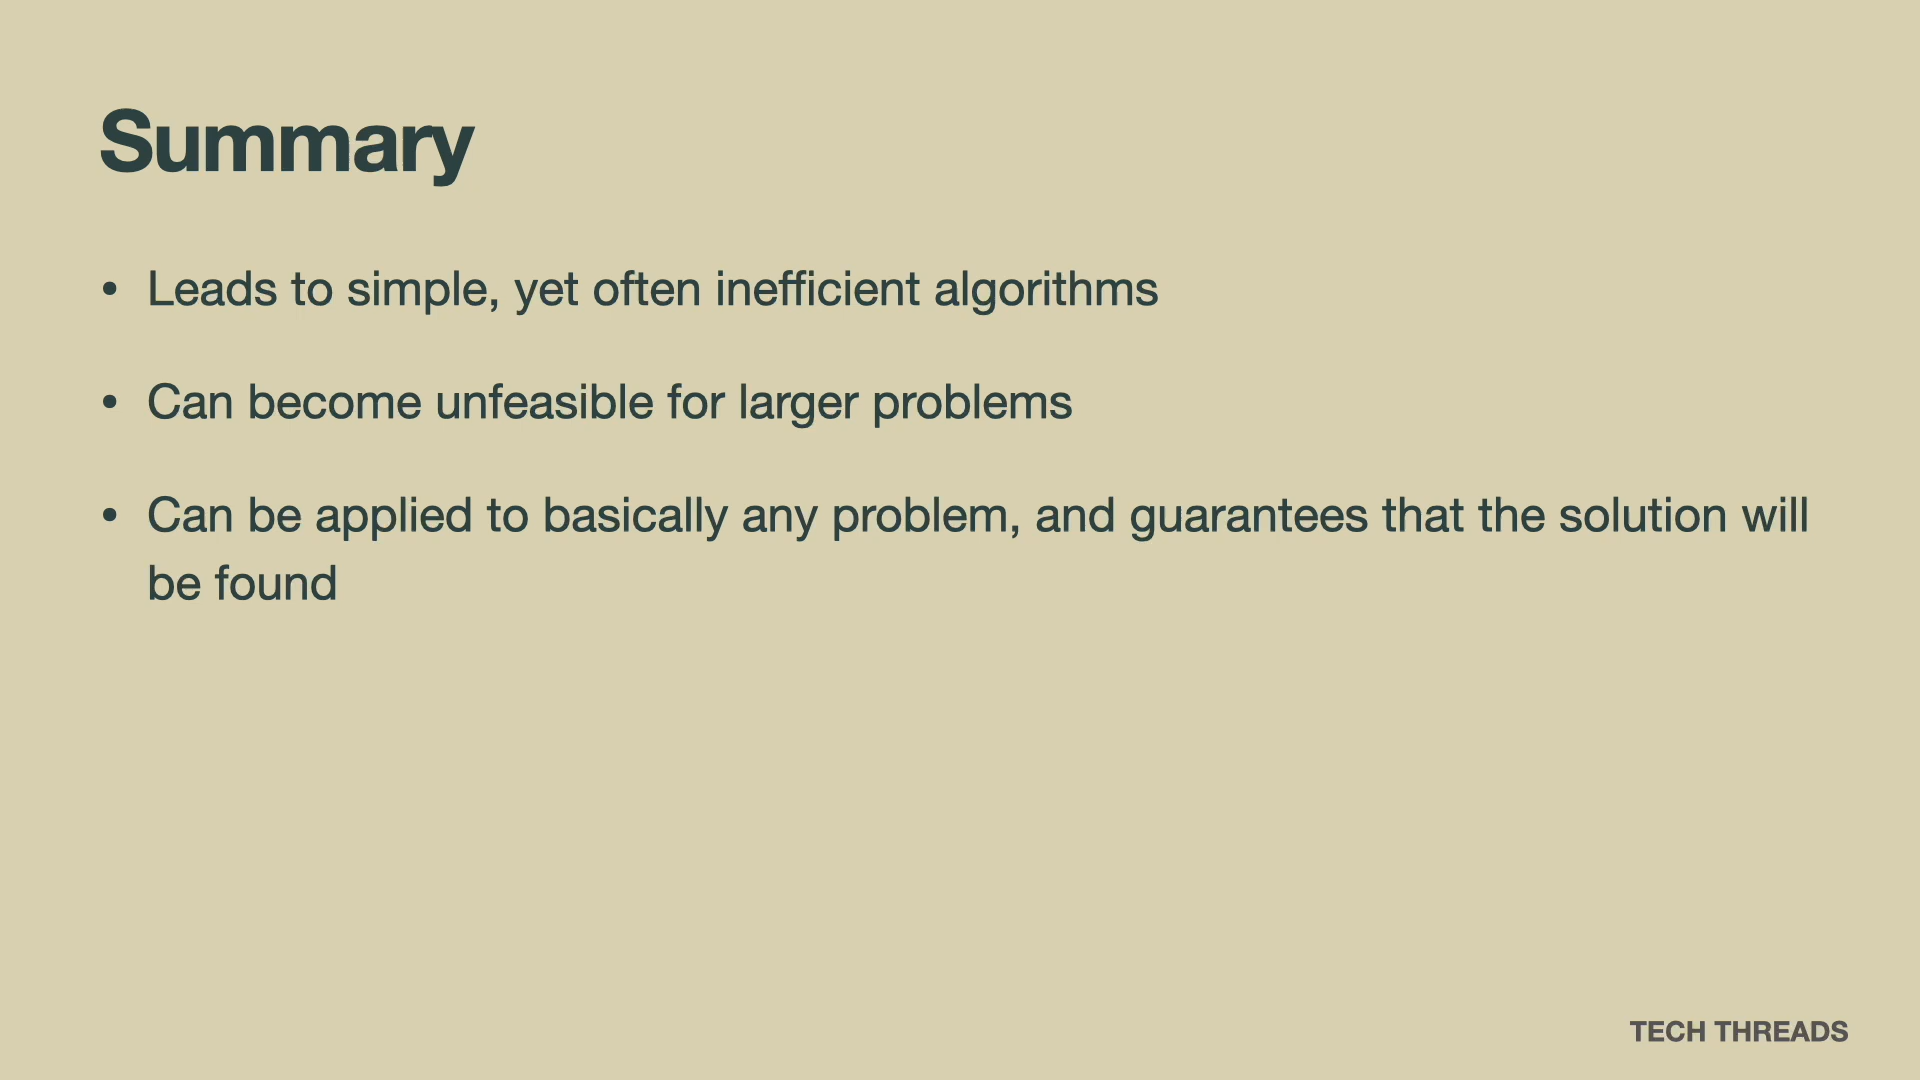 Summary
• Leads to simple, yet often inefficient algorithms
• Can become unfeasible for larger problems
• Can be applied to basically any problem, and guarantees that the solution will
be found
TECH THREADS